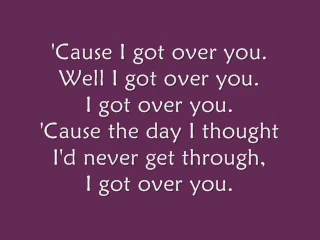 'Cause I got over you.
Well I got over you.
I got over you.
'Cause the day I thought
I'd never get through,
I got over you.